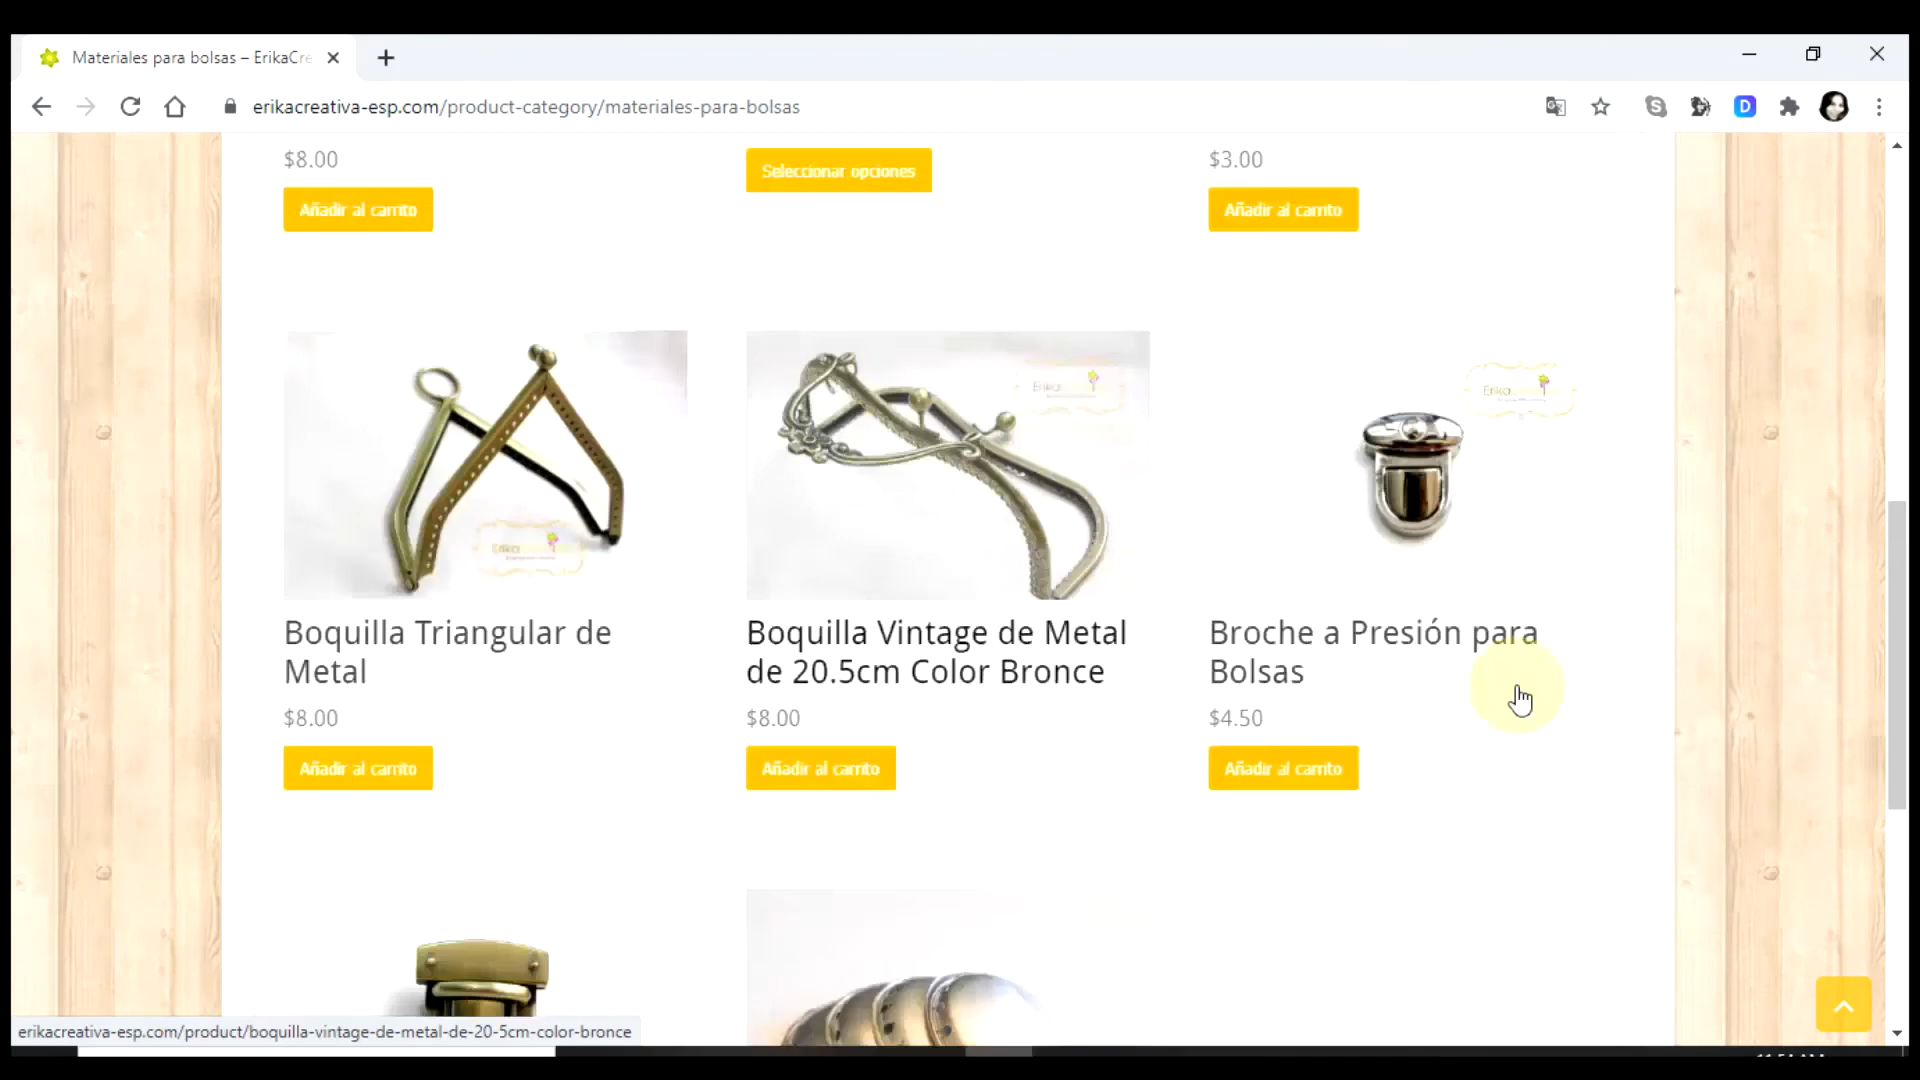 Materiales para bolsas – ErikaCre
erikacreativa-esp.com/product-category/materiales-para-bolsas
$8.00
Seleccionar opciones
$3.00
Añadir al carrito
Añadir al carrito
Erika
Erika
Erika
Boquilla Triangular de
Metal
Boquilla Vintage de Metal
de 20.5cm Color Bronce
Broche a Presión para
Bolsas
$8.00
$8.00
$4.50
Añadir al carrito
Añadir al carrito
Añadir al carrito
erikacreativa-esp.com/product/boquilla-vintage-de-metal-de-20-5cm-color-bronce